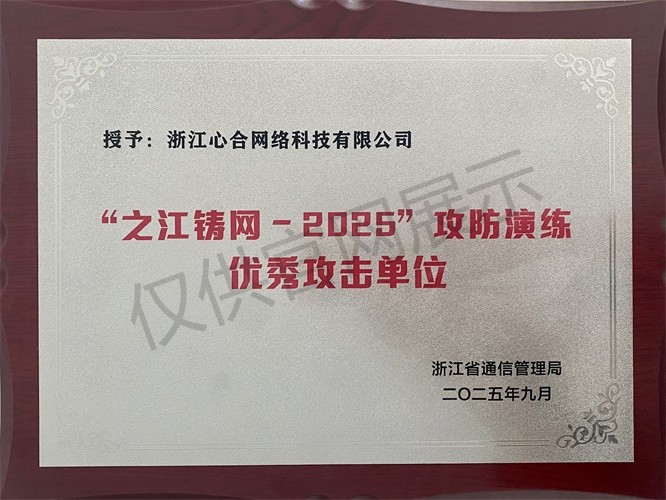 授予：浙江心合网络科技有限公司
“之江铸网－2025”攻防演练
优秀攻击单位
仅供官网展示
浙江省通信管理局
二〇二五年九月